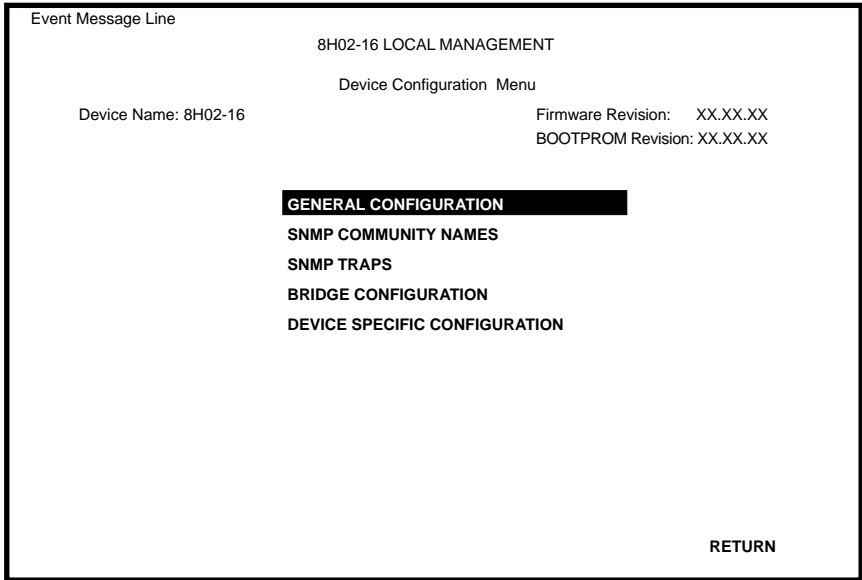 Event Message Line
8H02-16 LOCAL MANAGEMENT
Device Configuration Menu
Device Name: 8H02-16 Firmware Revision: XX.XX.XX
BOOTPROM Revision: XX.XX.XX
GENERAL CONFIGURATION
SNMP COMMUNITY NAMES
SNMP TRAPS
BRIDGE CONFIGURATION
DEVICE SPECIFIC CONFIGURATION
RETURN